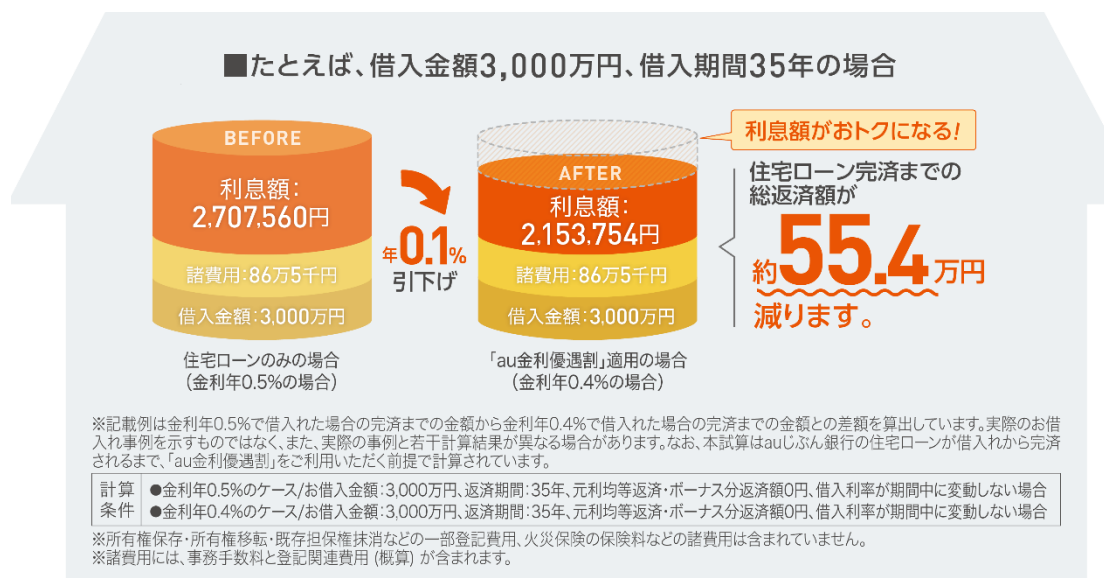 ■たとえば、借入金額3,000万円、借入期間35年の場合
BEFORE
利息額:
2,707,560円
諸費用:86万5千円
借入金額:3,000万円
住宅ローンのみの場合
(金利年0.5%の場合)
年0.1%
引下げ
AFTER
利息額:
2,153,754円
諸費用:86万5千円
借入金額:3,000万円
「au金利優遇割」適用の場合
(金利年0.4%の場合)
利息額がおトクになる!
住宅ローン完済までの
総返済額が
約55.4万円
減ります。
※記載例は金利年0.5%で借入れた場合の完済までの金額から金利年0.4%で借入れた場合の完済までの金額との差額を算出しています。実際のお借
入れ事例を示すものではなく、また、実際の事例と若干計算結果が異なる場合があります。なお、本試算はauじぶん銀行の住宅ローンが借入れから完済
されるまで、「au金利優遇割」をご利用いただく前提で計算されています。
計算
条件
●金利年0.5%のケース/お借入金額:3,000万円、返済期間:35年、元利均等返済・ボーナス分返済額0円、借入利率が期間中に変動しない場合
●金利年0.4%のケース/お借入金額:3,000万円、返済期間:35年、元利均等返済・ボーナス分返済額0円、借入利率が期間中に変動しない場合
※所有権保存・所有権移転・既存担保権抹消などの一部登記費用、火災保険の保険料などの諸費用は含まれていません。
※諸費用には、事務手数料と登記関連費用 (概算) が含まれます。